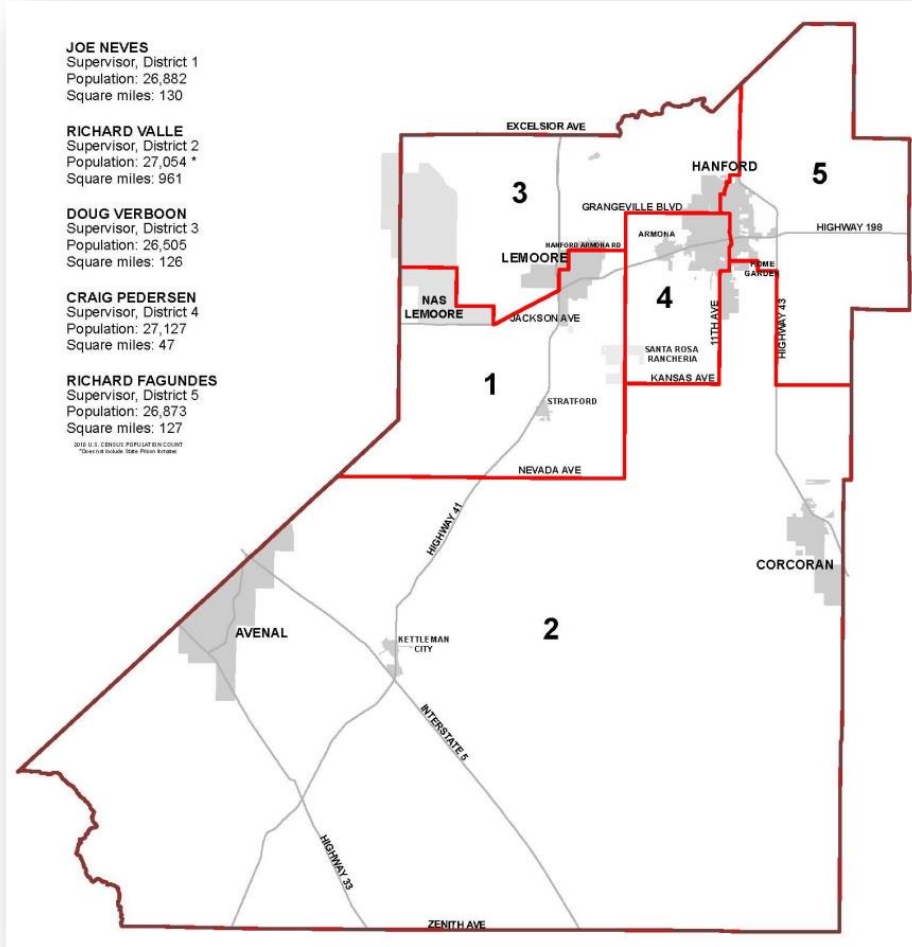 JOE NEVES
Supervisor, District 1
Population: 26,882
Square miles: 130
RICHARD VALLE
Supervisor, District 2
Population: 27,054 *
Square miles: 961
DOUG VERBOON
Supervisor, District 3
Population: 26,505
Square miles: 126
CRAIG PEDERSEN
Supervisor, District 4
Population: 27,127
Square miles: 47
RICHARD FAGUNDES
Supervisor, District 5
Population: 26,873
Square miles: 127
2010 U.S. CENSUS POPULATION COUNT
*Does not include State Prison Inmates
EXCELSIOR AVE
HANFORD
3
5
GRANGEVILLE BLVD
HIGHWAY 198
ARMONA
HANFORD ARMONA RD
LEMOORE
HOME
GARDEN
NAS
LEMOORE
4
JACKSON AVE
11TH AVE
HIGHWAY 43
SANTA ROSA
RANCHERIA
KANSAS AVE
1
STRATFORD
NEVADA AVE
HIGHWAY 41
CORCORAN
AVENAL
2
KETTLEMAN
CITY
INTERSTATE 5
HIGHWAY 33
ZENITH AVE